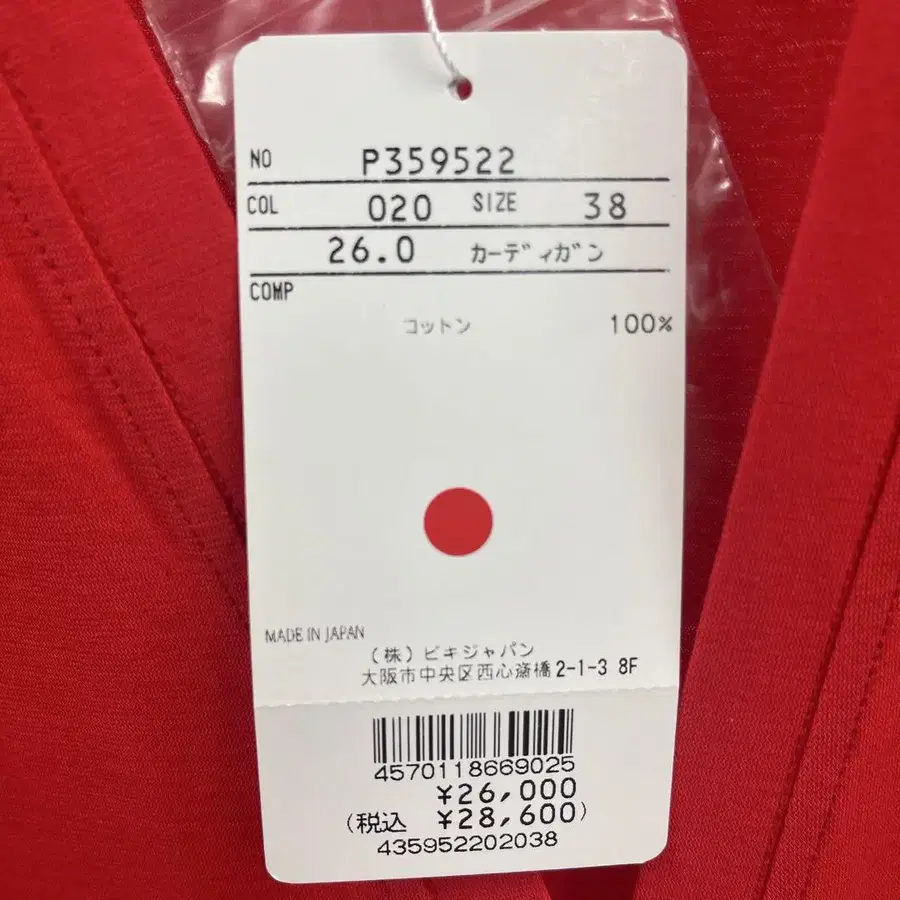 NO P359522
COL 020 SIZE 38
26.0 カーディガン
COMP
コットン 100%
MADE IN JAPAN
(株)ビキジャパン
大阪市中央区西心斎橋2-1-3 8F
4570118669025
¥26,000
(税込 ¥28,600)
435952202038